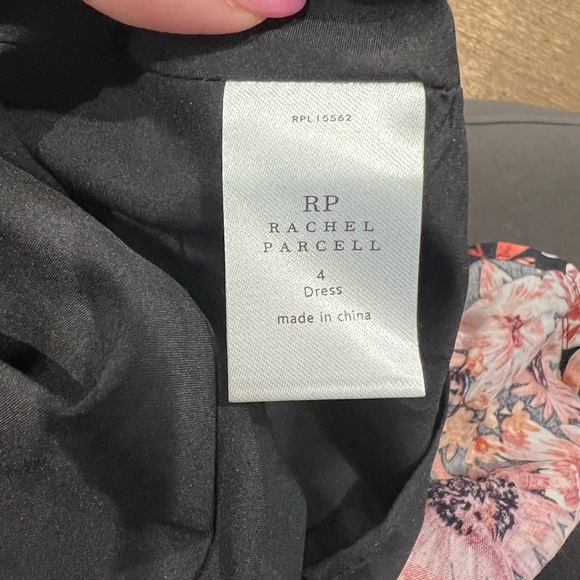 RPL15562
RP
RACHEL
PARCELL
4
Dress
made in china